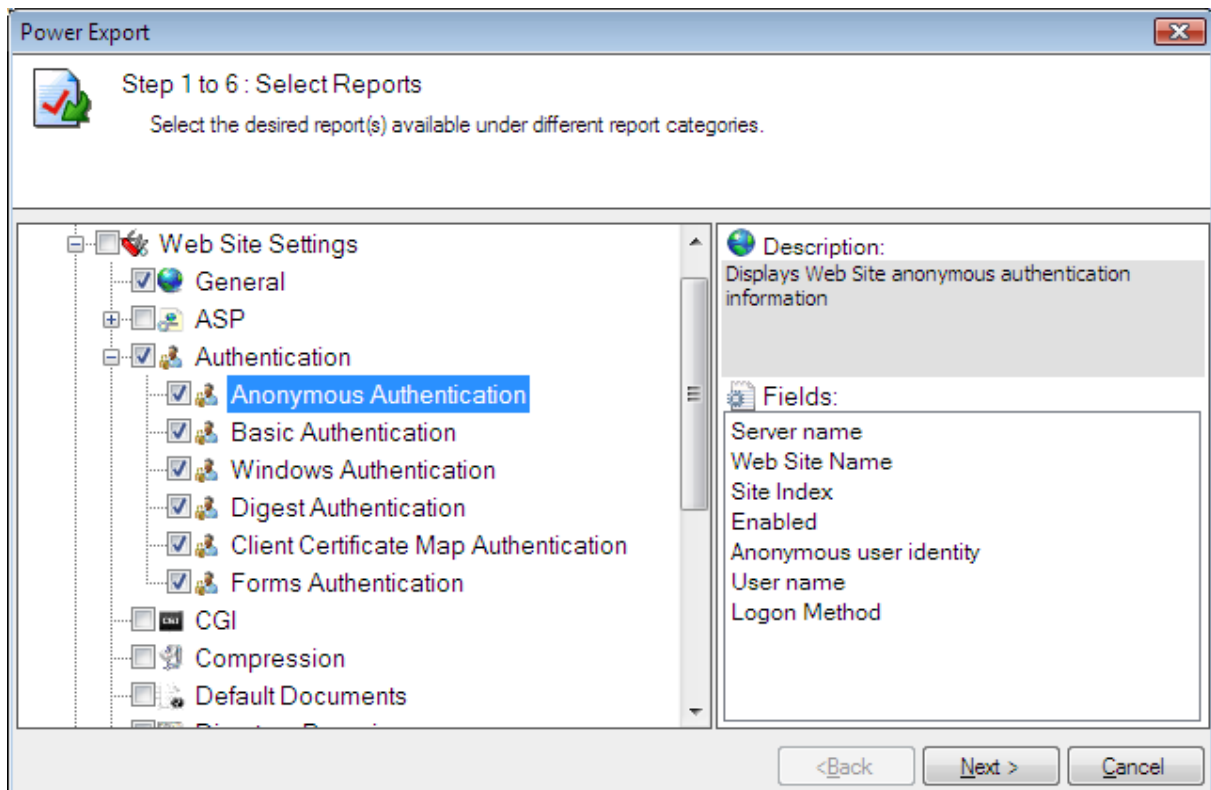 Power Export
Step 1 to 6 : Select Reports
Select the desired report(s) available under different report categories.
Web Site Settings
General
ASP
Authentication
Anonymous Authentication
Basic Authentication
Windows Authentication
Digest Authentication
Client Certificate Map Authentication
Forms Authentication
CGI
Compression
Default Documents
Description:
Displays Web Site anonymous authentication
information
Fields:
Server name
Web Site Name
Site Index
Enabled
Anonymous user identity
User name
Logon Method
<Back
Next >
Cancel